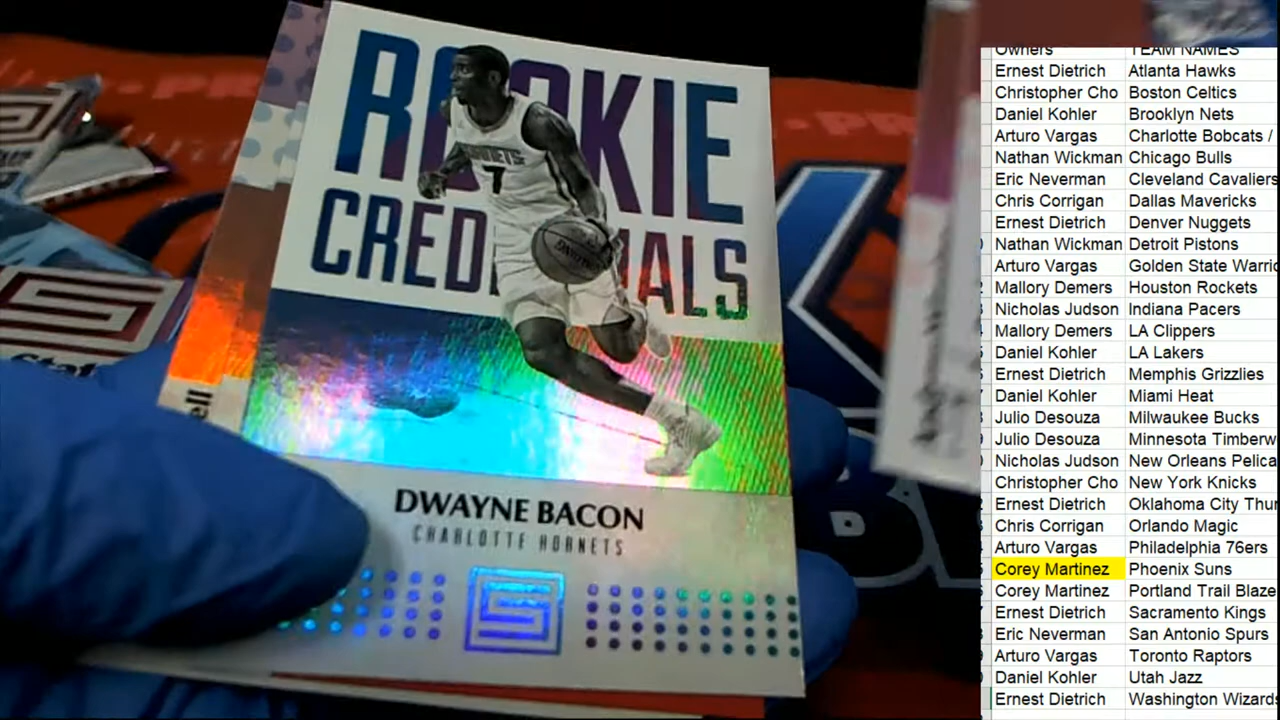 ROOKIE
CREDENTIALS
HORNETS
7
DWAYNE BACON
CHARLOTTE HORNETS
ell
Owners TEAM NAMES
Ernest Dietrich Atlanta Hawks
Christopher Cho Boston Celtics
Daniel Kohler Brooklyn Nets
Arturo Vargas Charlotte Bobcats /
Nathan Wickman Chicago Bulls
Eric Neverman Cleveland Cavaliers
Chris Corrigan Dallas Mavericks
Ernest Dietrich Denver Nuggets
Nathan Wickman Detroit Pistons
Arturo Vargas Golden State Warrio
Mallory Demers Houston Rockets
Nicholas Judson Indiana Pacers
Mallory Demers LA Clippers
Daniel Kohler LA Lakers
Ernest Dietrich Memphis Grizzlies
Daniel Kohler Miami Heat
Julio Desouza Milwaukee Bucks
Julio Desouza Minnesota Timberw
Nicholas Judson New Orleans Pelica
Christopher Cho New York Knicks
Ernest Dietrich Oklahoma City Thu
Chris Corrigan Orlando Magic
Arturo Vargas Philadelphia 76ers
Corey Martinez Phoenix Suns
Corey Martinez Portland Trail Blaze
Ernest Dietrich Sacramento Kings
Eric Neverman San Antonio Spurs
Arturo Vargas Toronto Raptors
Daniel Kohler Utah Jazz
Ernest Dietrich Washington Wizards